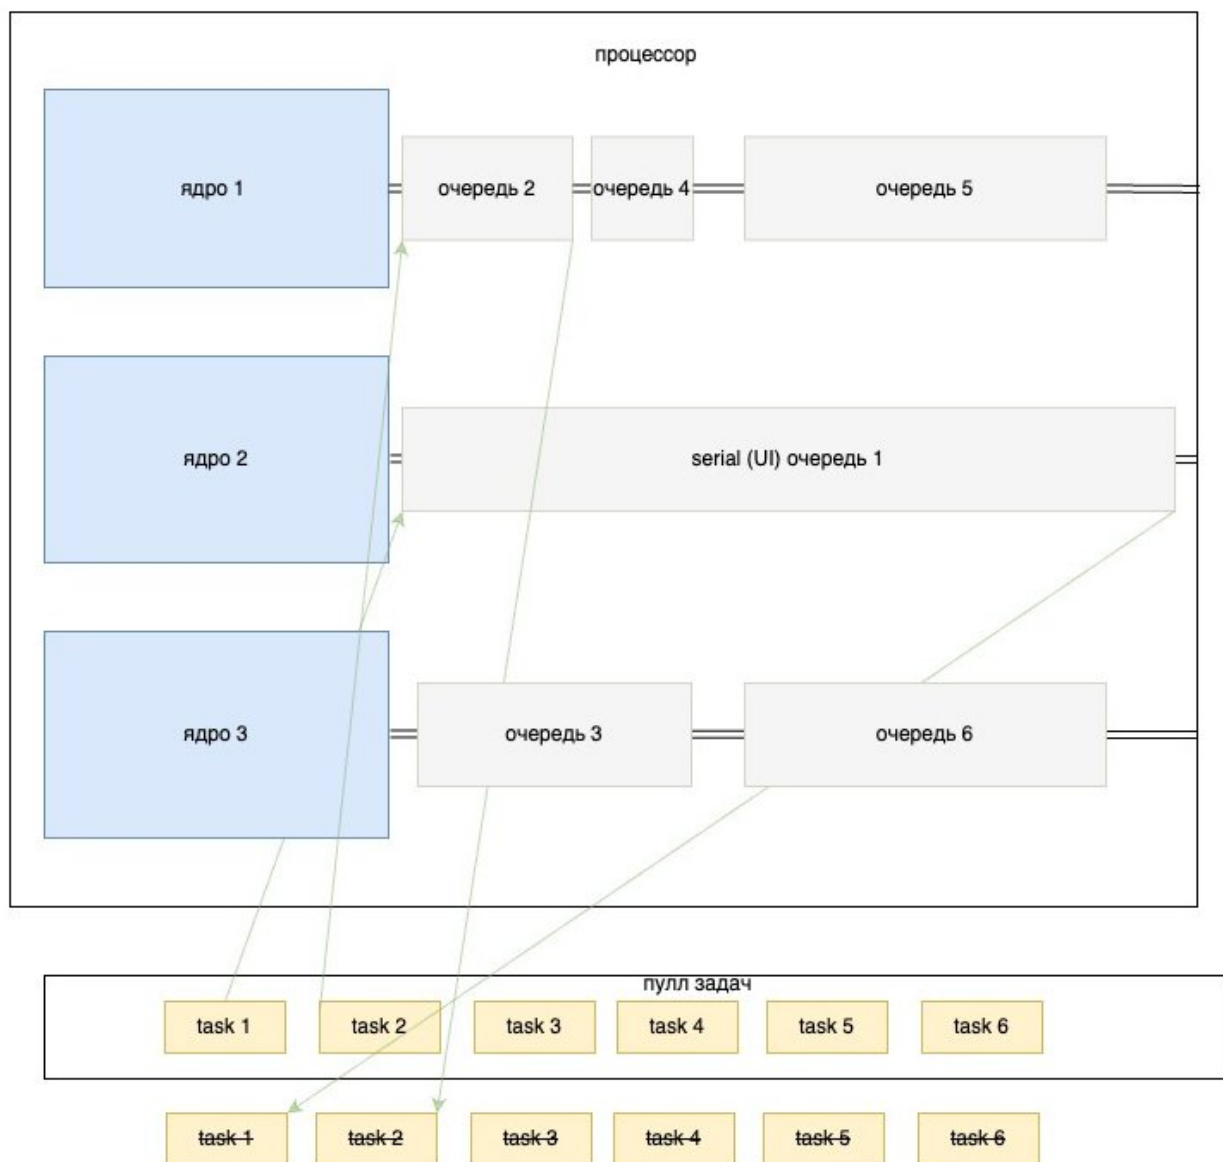 процессор
ядро 1
очередь 2
очередь 4
очередь 5
ядро 2
serial (UI) очередь 1
ядро 3
очередь 3
очередь 6
пулл задач
task 1
task 2
task 3
task 4
task 5
task 6
task 1
task 2
task 3
task 4
task 5
task 6